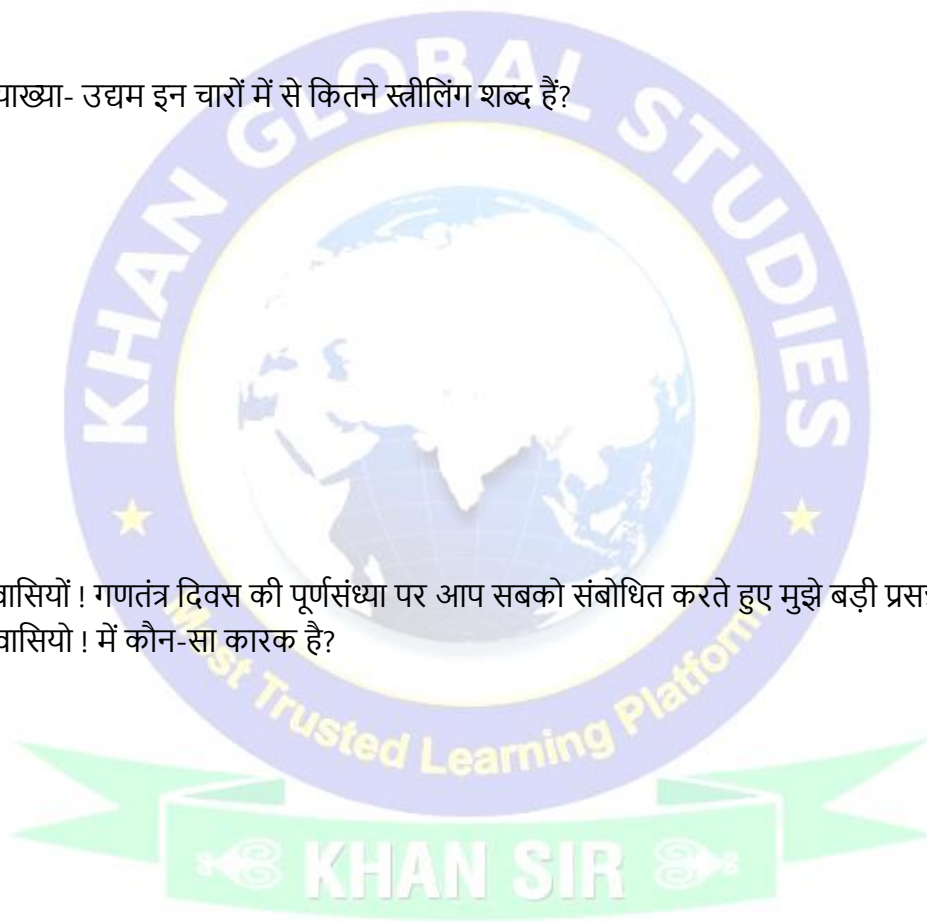 याख्या- उद्यम इन चारों में से कितने स्त्रीलिंग शब्द हैं?
KHAN GLOBAL STUDIES
वासियों ! गणतंत्र दिवस की पूर्णसंध्या पर आप सबको संबोधित करते हुए मुझे बड़ी
वासियो ! में कौन-सा कारक है?
Most Trusted Learning Platform
KHAN SIR